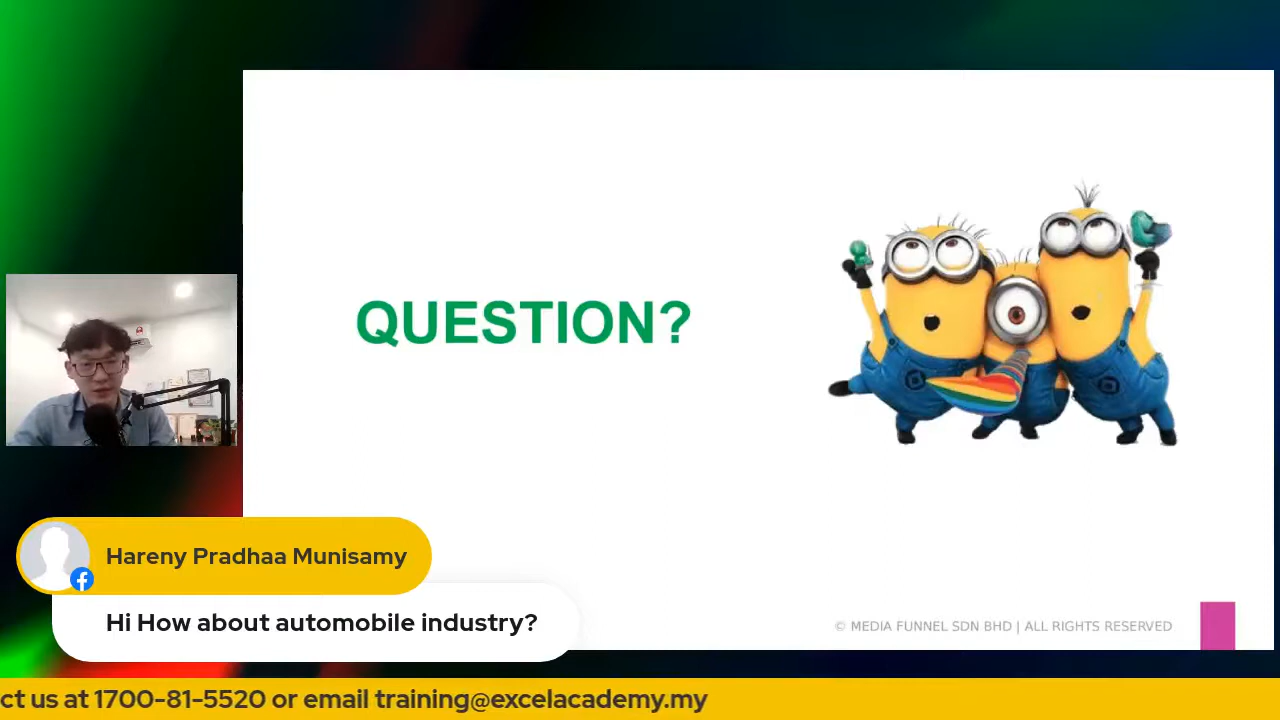 QUESTION?
Hareny Pradhaa Munisamy
Hi How about automobile industry?
© MEDIA FUNNEL SDN BHD | ALL RIGHTS RESERVED
ct us at 1700-81-5520 or email training@excelacademy.my